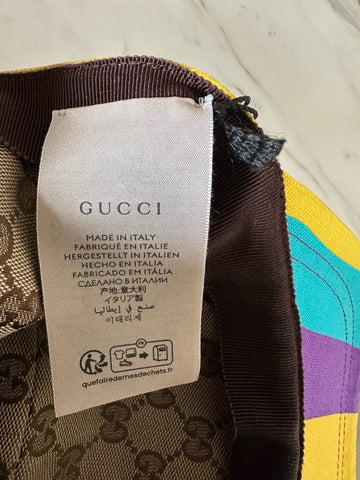 GUCCI
MADE IN ITALY
FABRIQUÉ EN ITALIE
HERGESTELLT IN ITALIEN
HECHO EN ITALIA
FABRICADO EM ITÁLIA
СДЕЛАНО В ИТАЛИИ
产地:意大利
イタリア製
صنع في إيطاليا
이태리제
FR
quefairedemesdechets.fr